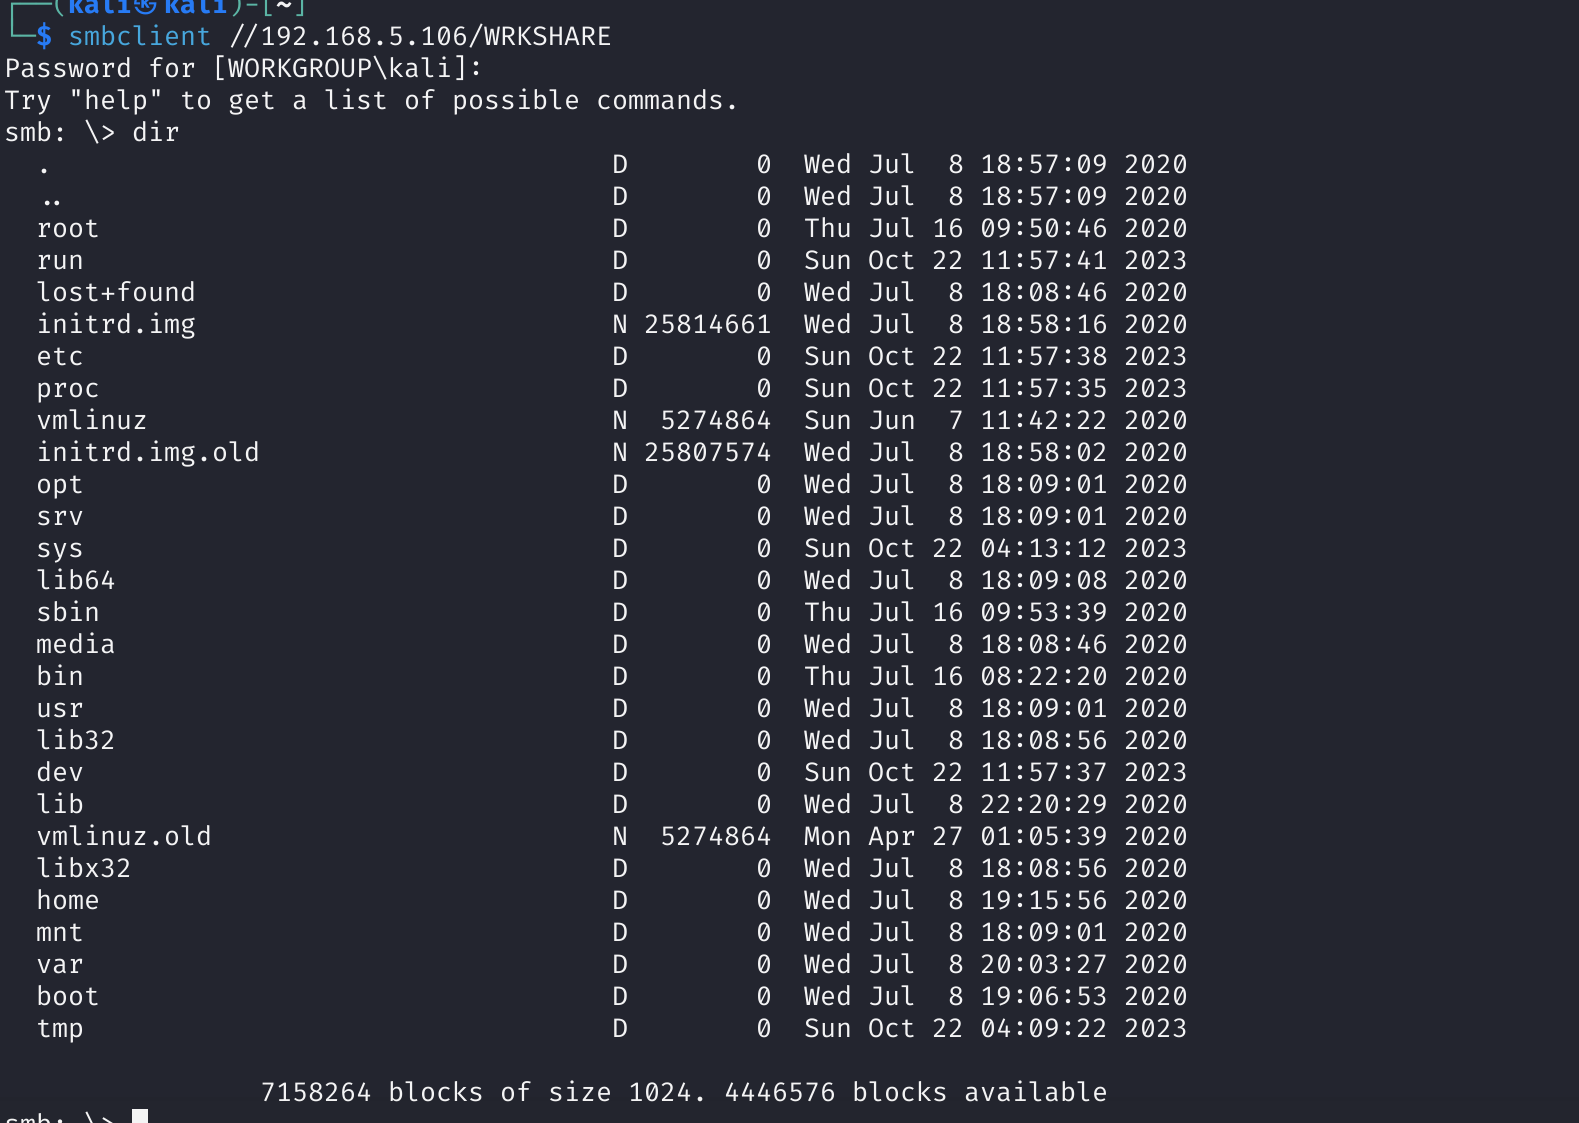 ┌──(kali㉿kali)-[~]
└─$ smbclient //192.168.5.106/WRKSHARE
Password for [WORKGROUP\kali]:
Try "help" to get a list of possible commands.
smb: \> dir
  .                                   D        0  Wed Jul  8 18:57:09 2020
  ..                                  D        0  Wed Jul  8 18:57:09 2020
  root                                D        0  Thu Jul 16 09:50:46 2020
  run                                 D        0  Sun Oct 22 11:57:41 2023
  lost+found                          D        0  Wed Jul  8 18:08:46 2020
  initrd.img                          N 25814661  Wed Jul  8 18:58:16 2020
  etc                                 D        0  Sun Oct 22 11:57:38 2023
  proc                                D        0  Sun Oct 22 11:57:35 2023
  vmlinuz                             N  5274864  Sun Jun  7 11:42:22 2020
  initrd.img.old                      N 25807574  Wed Jul  8 18:58:02 2020
  opt                                 D        0  Wed Jul  8 18:09:01 2020
  srv                                 D        0  Wed Jul  8 18:09:01 2020
  sys                                 D        0  Sun Oct 22 04:13:12 2023
  lib64                               D        0  Wed Jul  8 18:09:08 2020
  sbin                                D        0  Thu Jul 16 09:53:39 2020
  media                               D        0  Wed Jul  8 18:08:46 2020
  bin                                 D        0  Thu Jul 16 08:22:20 2020
  usr                                 D        0  Wed Jul  8 18:09:01 2020
  lib32                               D        0  Wed Jul  8 18:08:56 2020
  dev                                 D        0  Sun Oct 22 11:57:37 2023
  lib                                 D        0  Wed Jul  8 22:20:29 2020
  vmlinuz.old                         N  5274864  Mon Apr 27 01:05:39 2020
  libx32                              D        0  Wed Jul  8 18:08:56 2020
  home                                D        0  Wed Jul  8 19:15:56 2020
  mnt                                 D        0  Wed Jul  8 18:09:01 2020
  var                                 D        0  Wed Jul  8 20:03:27 2020
  boot                                D        0  Wed Jul  8 19:06:53 2020
  tmp                                 D        0  Sun Oct 22 04:09:22 2023
                7158264 blocks of size 1024. 4446576 blocks available
smb: \>